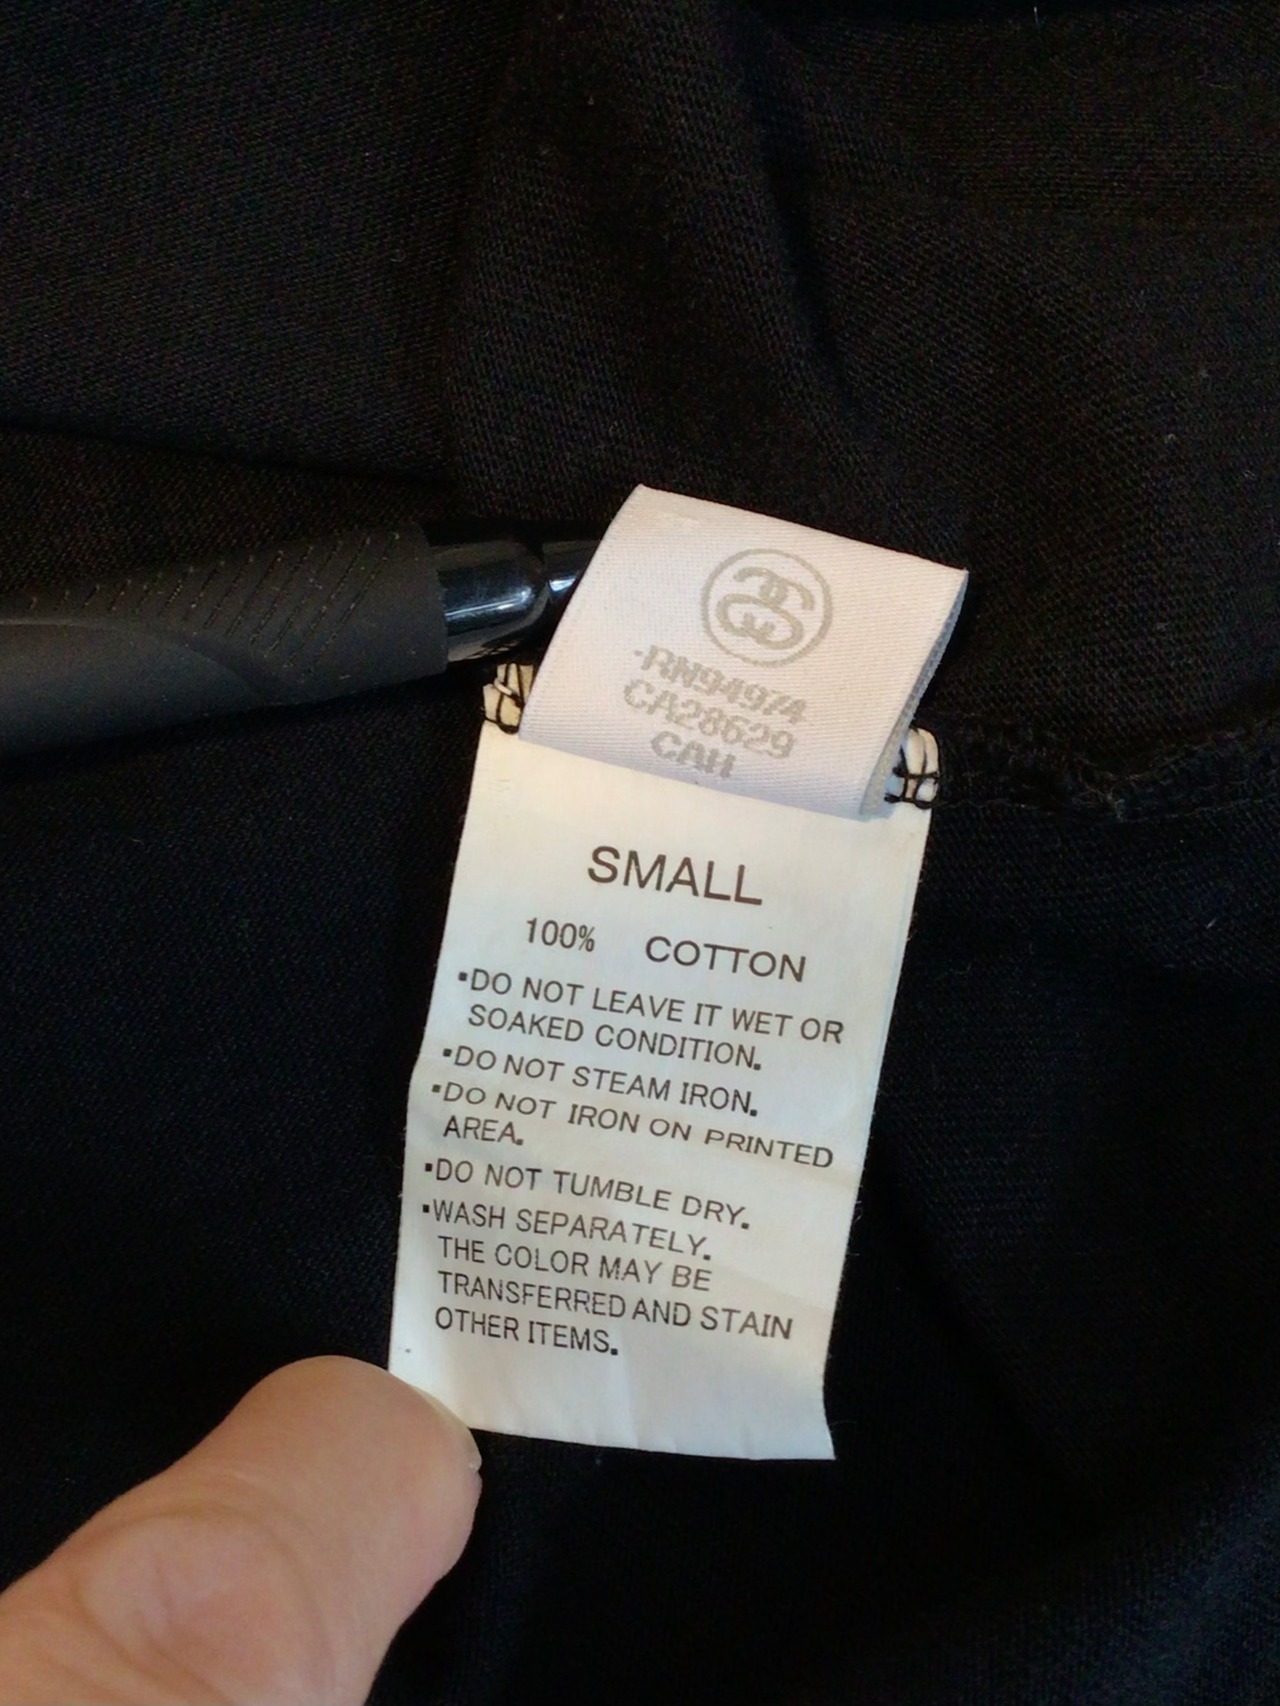 RN94974
CA28629
CAH
SMALL
100% COTTON
▪DO NOT LEAVE IT WET OR
SOAKED CONDITION.
▪DO NOT STEAM IRON.
▪DO NOT IRON ON PRINTED
AREA.
▪DO NOT TUMBLE DRY.
▪WASH SEPARATELY.
THE COLOR MAY BE
TRANSFERRED AND STAIN
OTHER ITEMS.